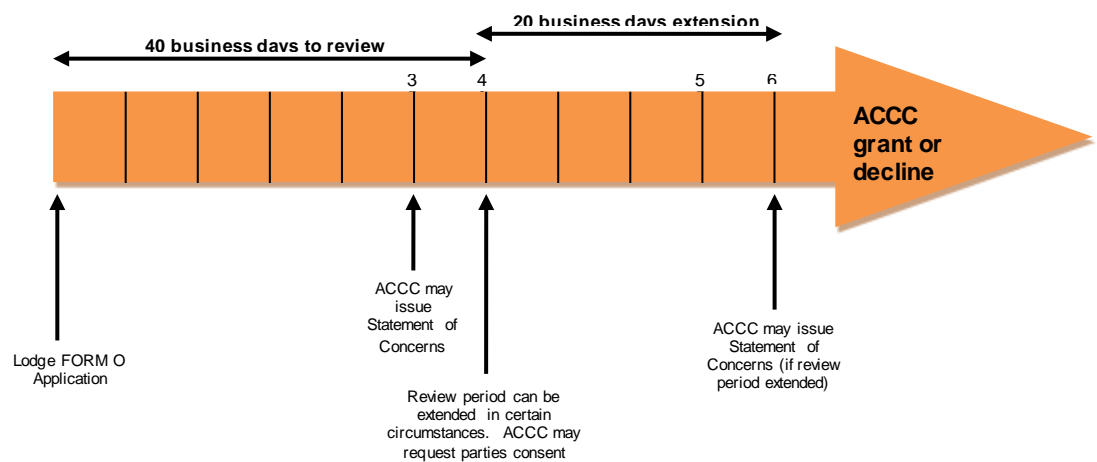 20 business days extension
40 business days to review
3
4
5
6
ACCC
grant or
decline
ACCC may
issue
Statement of
Concerns
Lodge FORM O
Application
Review period can be
extended in certain
circumstances. ACCC may
request parties consent
ACCC may issue
Statement of
Concerns (if review
period extended)